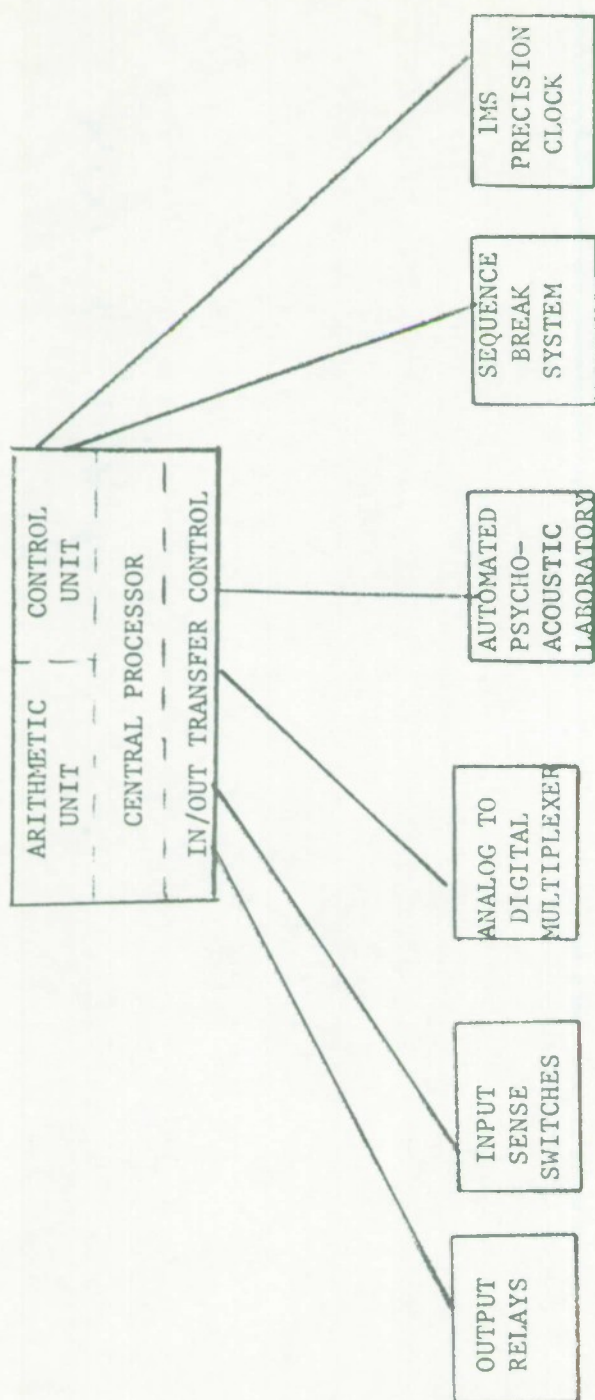 ARITHMETIC
UNIT
CONTROL
UNIT
CENTRAL PROCESSOR
IN/OUT TRANSFER CONTROL
OUTPUT
RELAYS
INPUT
SENSE
SWITCHES
ANALOG TO
DIGITAL
MULTIPLEXER
AUTOMATED
PSYCHO-
ACOUSTIC
LABORATORY
SEQUENCE
BREAK
SYSTEM
1MS
PRECISION
CLOCK